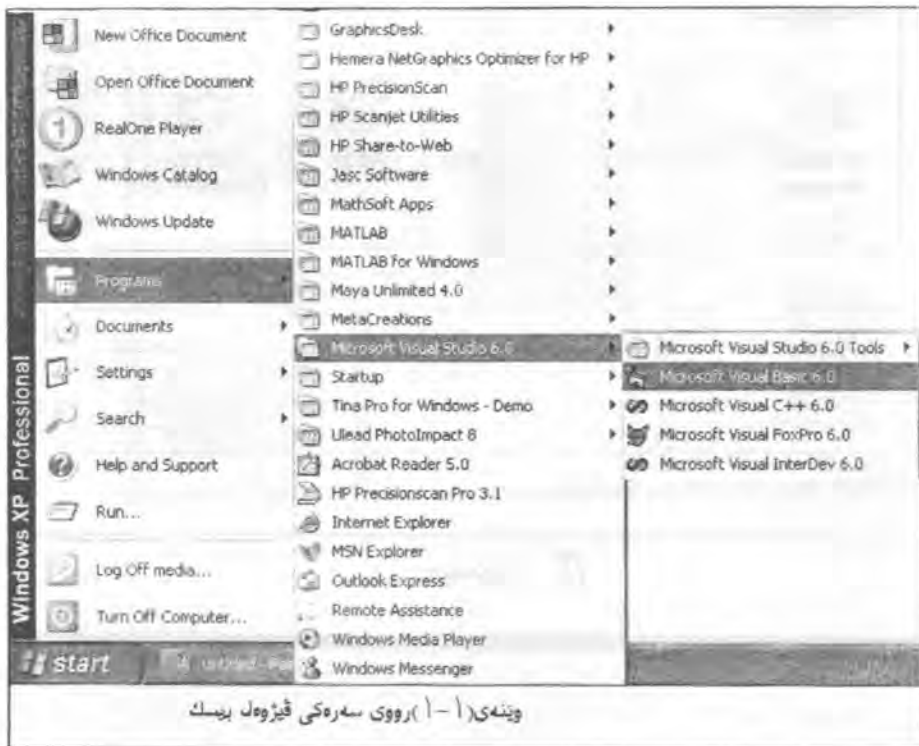 Windows XP Professional
New Office Document
Open Office Document
RealOne Player
Windows Catalog
Windows Update
Programs
Documents
Settings
Search
Help and Support
Run...
Log Off media...
Turn Off Computer...
GraphicsDesk
Hemera NetGraphics Optimizer for HP
HP PrecisionScan
HP Scanjet Utilities
HP Share-to-Web
Jasc Software
MathSoft Apps
MATLAB
MATLAB for Windows
Maya Unlimited 4.0
MetaCreations
Microsoft Visual Studio 6.0
Startup
Tina Pro for Windows - Demo
Ulead PhotoImpact 8
Acrobat Reader 5.0
HP Precisionscan Pro 3.1
Internet Explorer
MSN Explorer
Outlook Express
Remote Assistance
Windows Media Player
Windows Messenger
Microsoft Visual Studio 6.0 Tools
Microsoft Visual Basic 6.0
Microsoft Visual C++ 6.0
Microsoft Visual FoxPro 6.0
Microsoft Visual InterDev 6.0
start
untitled - Paint
وێنەی(١-١)رووی سەرەکی ڤیژوەل بیسك